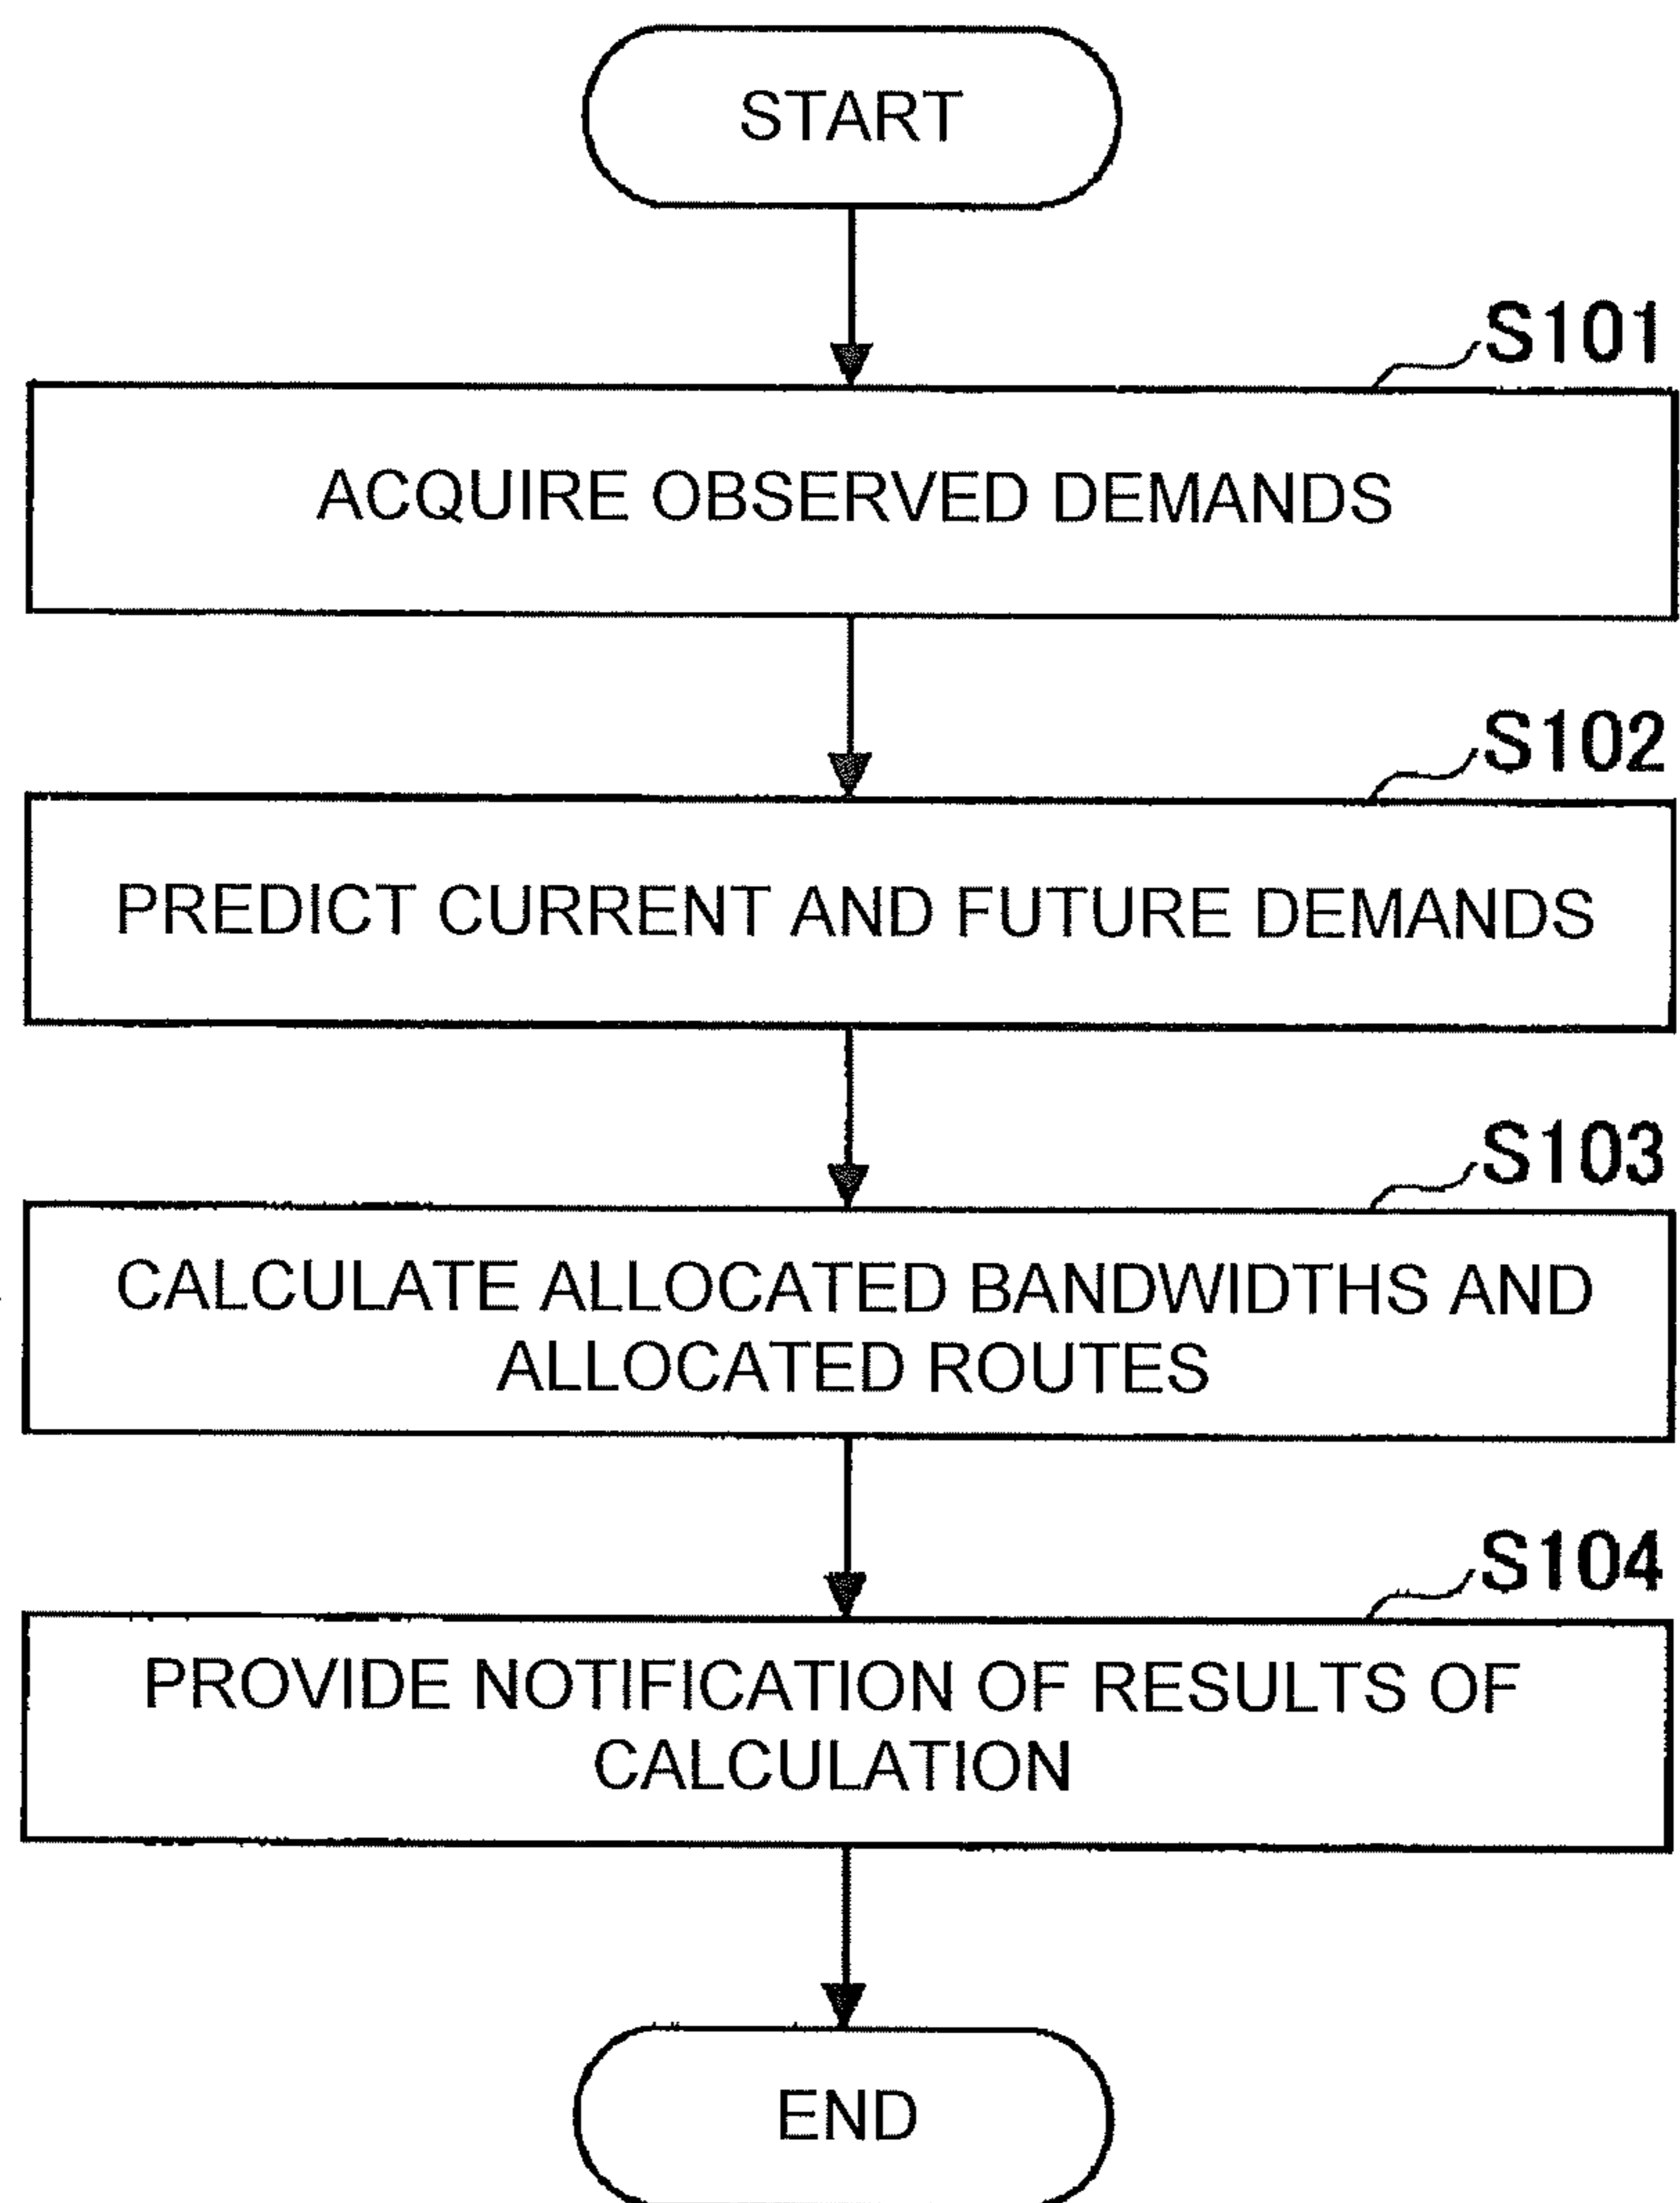 START
S101
ACQUIRE OBSERVED DEMANDS
S102
PREDICT CURRENT AND FUTURE DEMANDS
S103
CALCULATE ALLOCATED BANDWIDTHS AND
ALLOCATED ROUTES
S104
PROVIDE NOTIFICATION OF RESULTS OF
CALCULATION
END